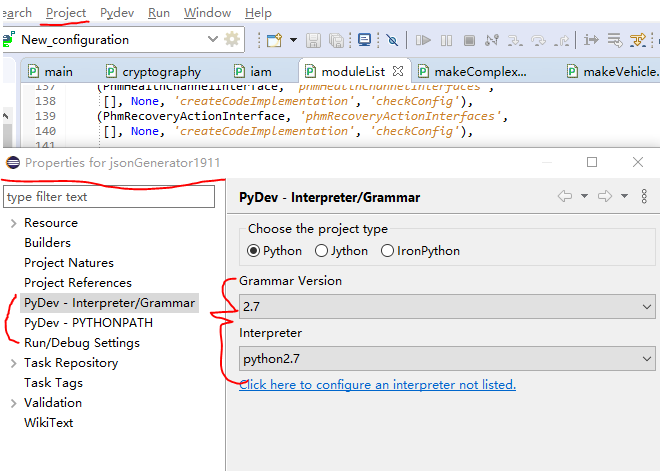 earch Project Pydev Run Window Help
New_configuration
main cryptography iam moduleList makeComplex... makeVehicle.
137 (PhmHealthChannelInterface, 'phmHealthChannelInterfaces',
138 [], None, 'createCodeImplementation', 'checkConfig'),
139 (PhmRecoveryActionInterface, 'phmRecoveryActionInterfaces',
140 [], None, 'createCodeImplementation', 'checkConfig'),
141
Properties for jsonGenerator1911
type filter text
Resource
Builders
Project Natures
Project References
PyDev - Interpreter/Grammar
PyDev - PYTHONPATH
Run/Debug Settings
Task Repository
Task Tags
Validation
WikiText
PyDev - Interpreter/Grammar
Choose the project type
Python Jython IronPython
Grammar Version
2.7
Interpreter
python2.7
Click here to configure an interpreter not listed.